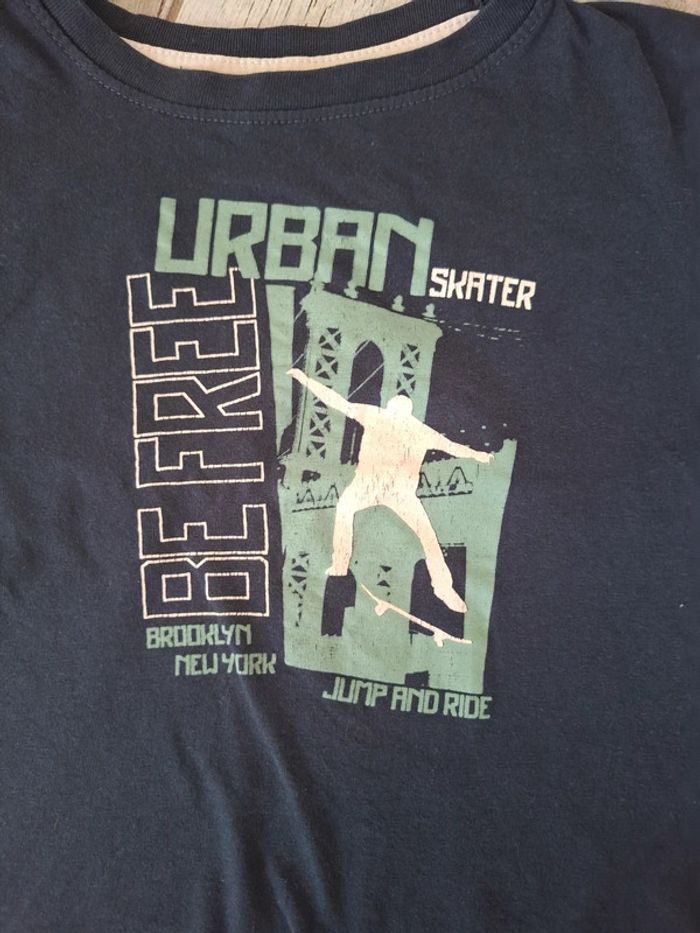 URBAN
SKATER
BE FREE
BROOKLYN
NEW YORK
JUMP AND RIDE